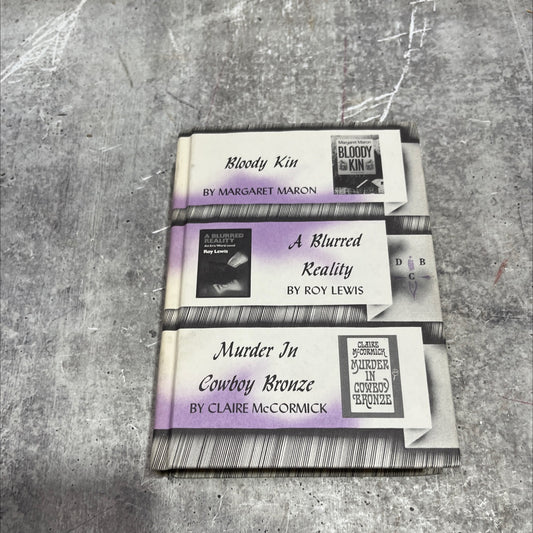 Bloody Kin
BY MARGARET MARON
Margaret Maron
BLOODY
KIN
A BLURRED
REALITY
Roy Lewis
A Blurred
Reality
BY ROY LEWIS
D B
C
Murder In
Cowboy Bronze
BY CLAIRE McCORMICK
CLAIRE
McCORMICK
MURDER
IN
COWBOY
BRONZE